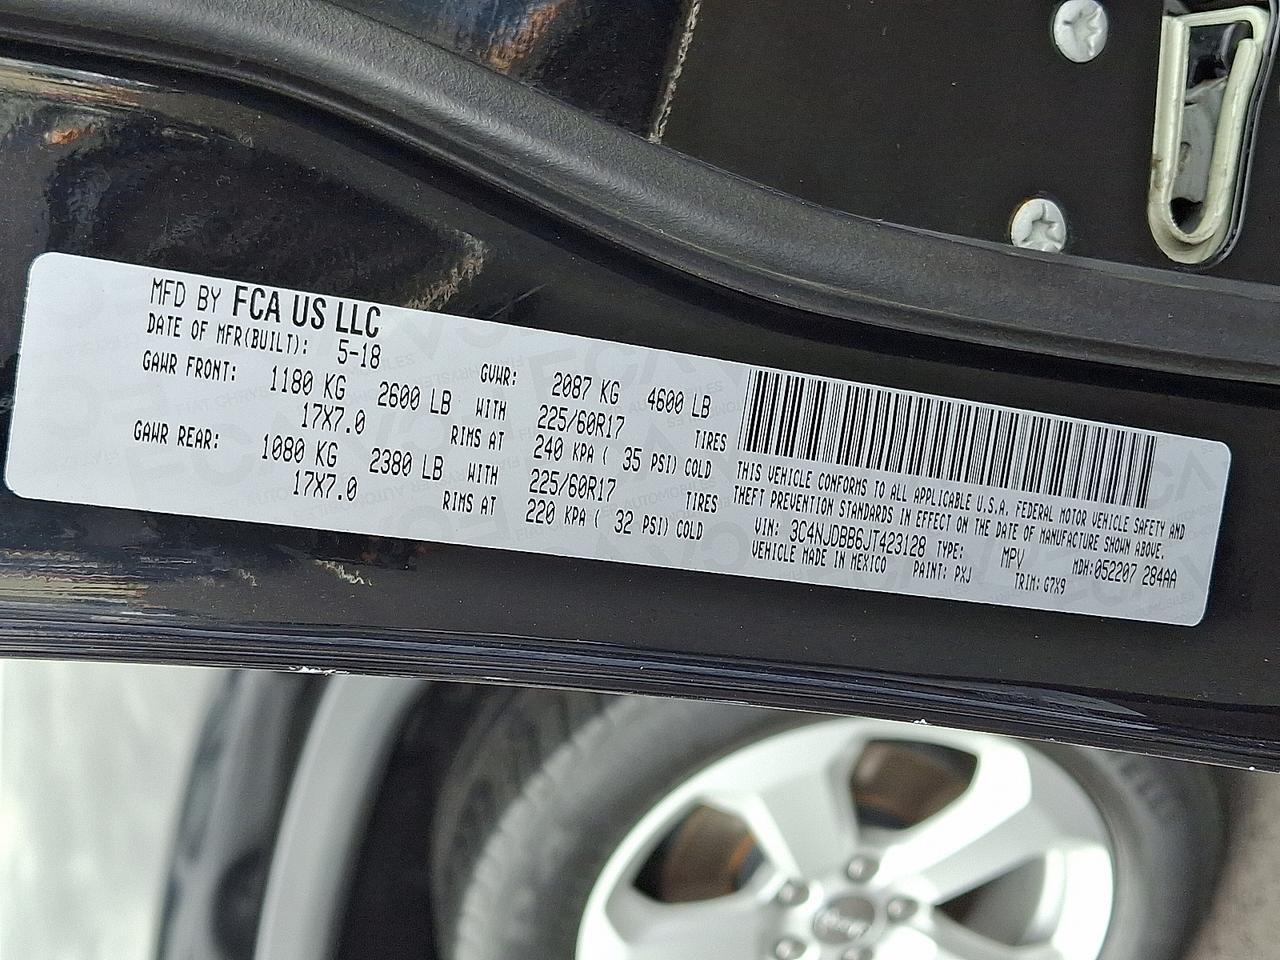 MFD BY FCA US LLC
DATE OF MFR(BUILT): 5-18
GVWR: 2087 KG 4600 LB
GAWR FRONT: 1180 KG 2600 LB WITH 225/60R17 TIRES
17X7.0 RIMS AT 240 KPA ( 35 PSI) COLD
GAWR REAR: 1080 KG 2380 LB WITH 225/60R17 TIRES
17X7.0 RIMS AT 220 KPA ( 32 PSI) COLD
THIS VEHICLE CONFORMS TO ALL APPLICABLE U.S.A. FEDERAL MOTOR VEHICLE SAFETY AND
THEFT PREVENTION STANDARDS IN EFFECT ON THE DATE OF MANUFACTURE SHOWN ABOVE.
VIN: 3C4NJDBB6JT423128 TYPE: MPV MDH:052207 284AA
VEHICLE MADE IN MEXICO PAINT: PXJ TRIM: G7X9